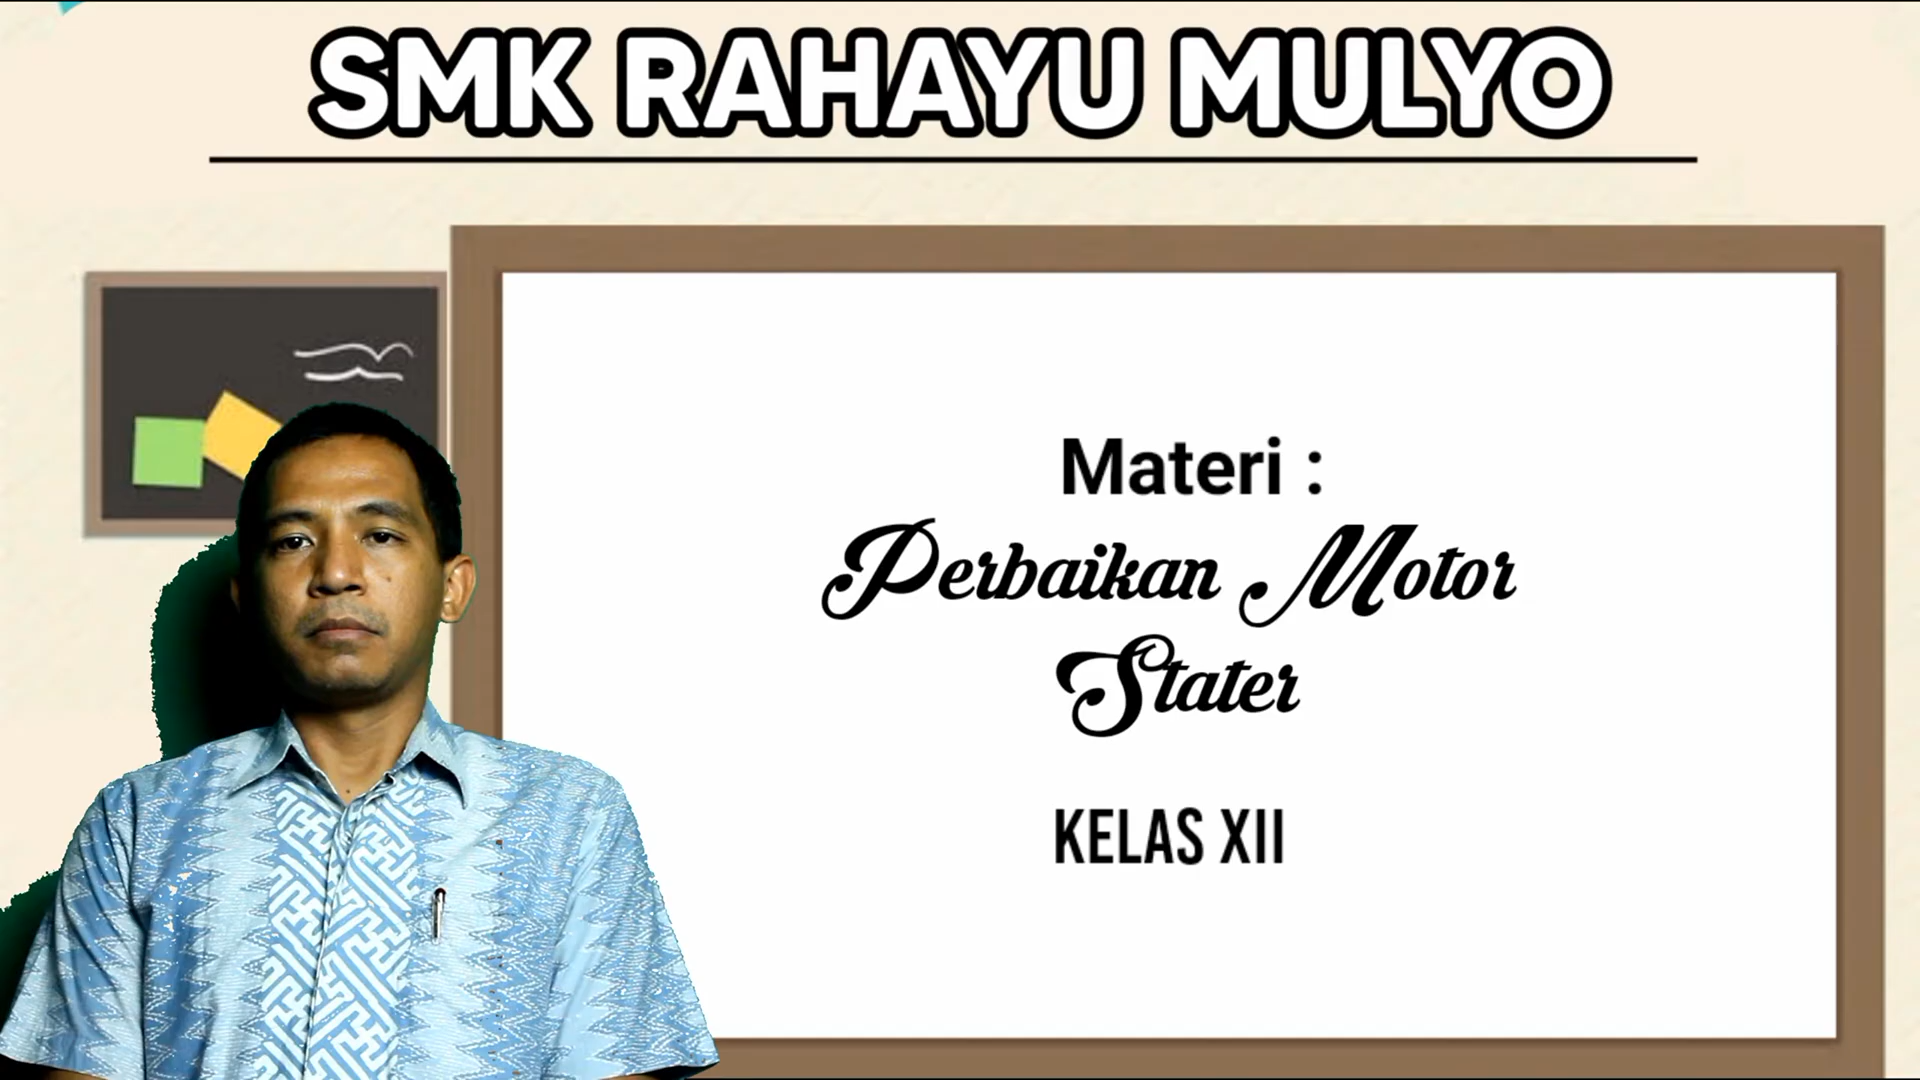 SMK RAHAYU MULYO
Materi :
Perbaikan Motor
Stater
KELAS XII